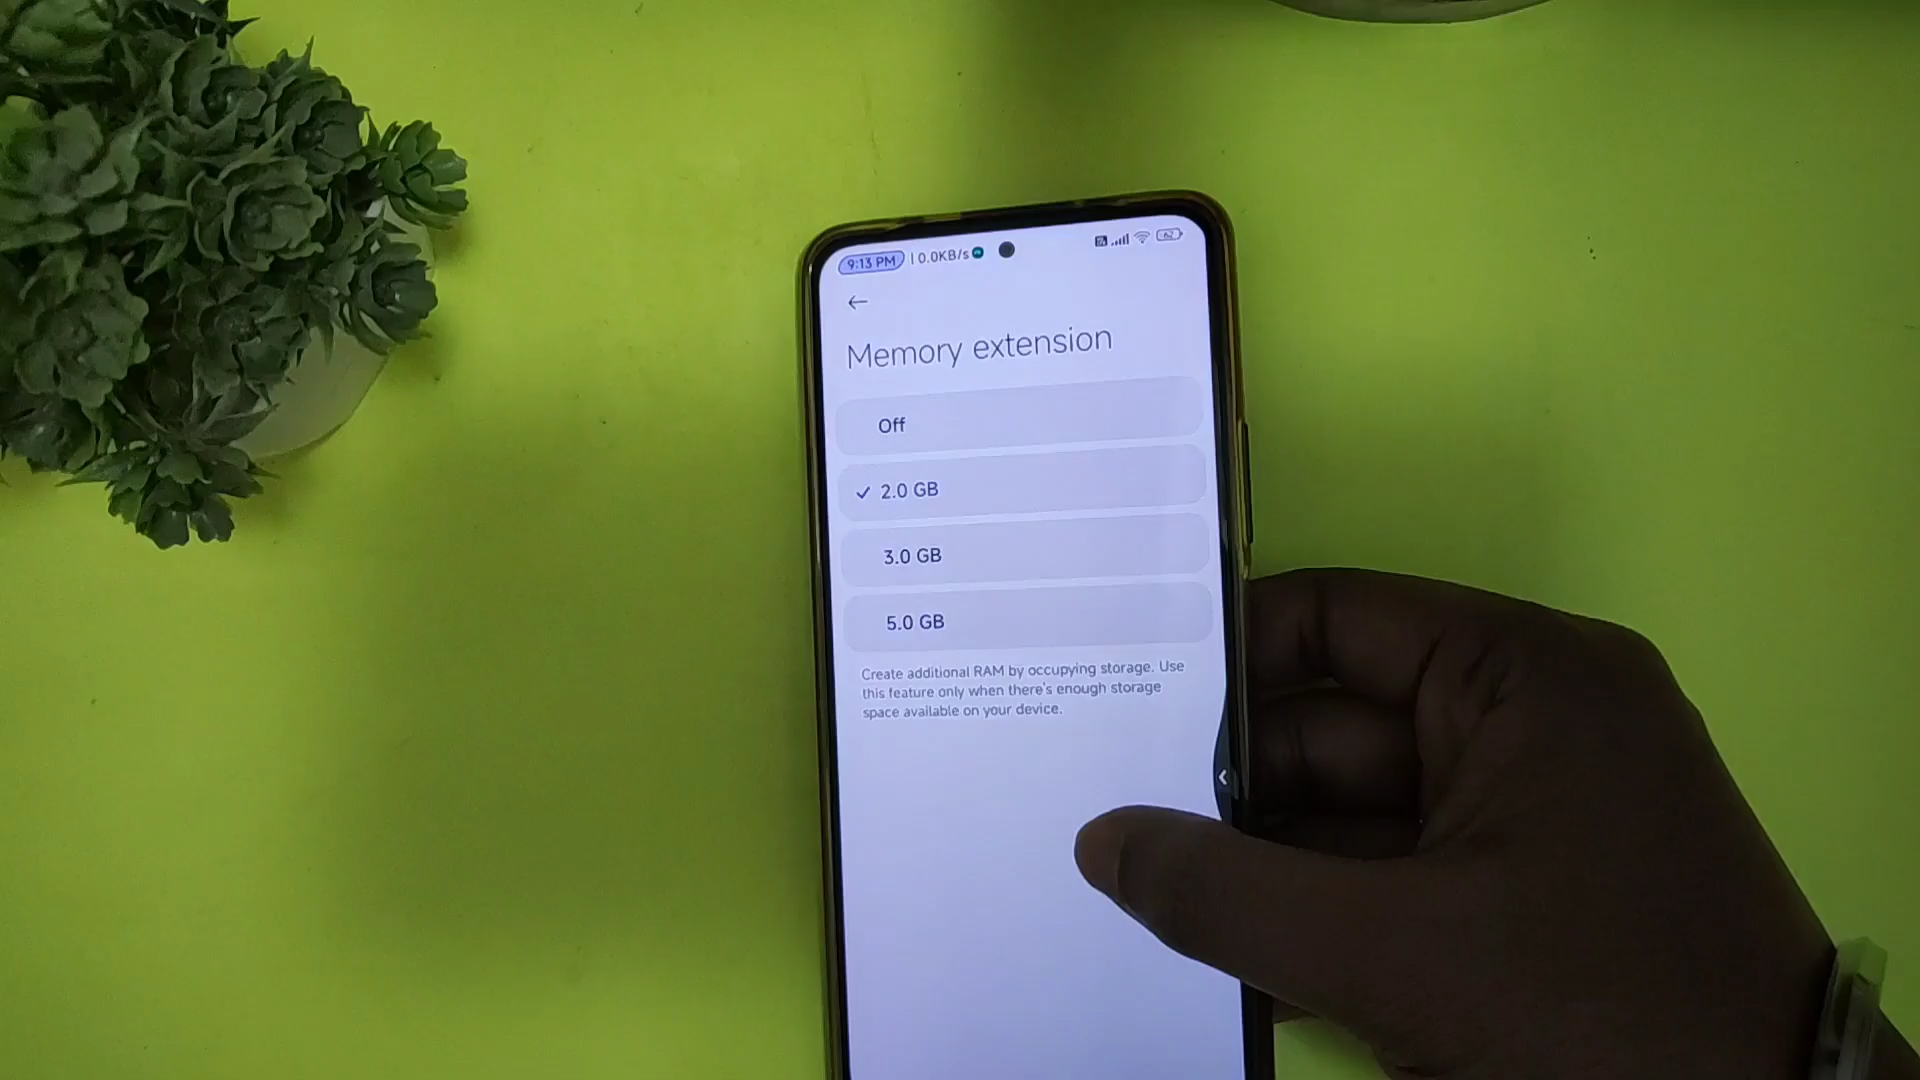 9:13 PM | 0.0KB/s 62
Memory extension
Off
2.0 GB
3.0 GB
5.0 GB
Create additional RAM by occupying storage. Use
this feature only when there's enough storage
space available on your device.